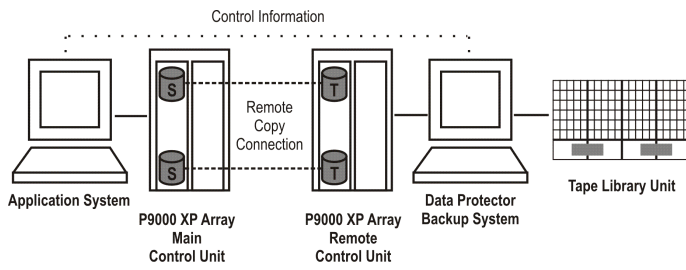 Control Information
S
T
Remote
Copy
Connection
S
T
Application System
P9000 XP Array
Main
Control Unit
P9000 XP Array
Remote
Control Unit
Data Protector
Backup System
Tape Library Unit